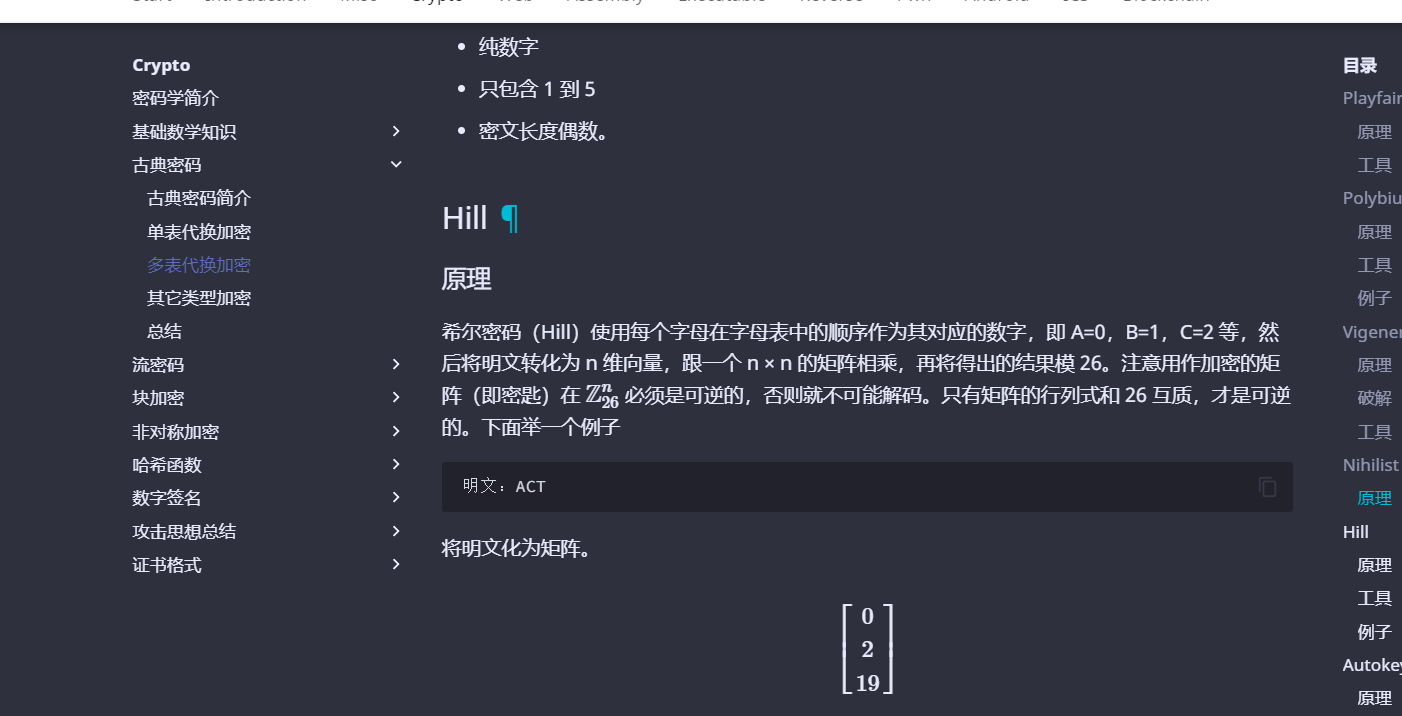 Start Introduction Misc Crypto Web Assembly Executable Reverse Pwn Android ICS Blockchain
Crypto
密码学简介
基础数学知识
古典密码
古典密码简介
单表代换加密
多表代换加密
其它类型加密
总结
流密码
块加密
非对称加密
哈希函数
数字签名
攻击思想总结
证书格式
• 纯数字
• 只包含 1 到 5
• 密文长度偶数。
Hill ¶
原理
希尔密码（Hill）使用每个字母在字母表中的顺序作为其对应的数字，即 A=0，B=1，C=2 等，然
后将明文转化为 n 维向量，跟一个 n × n 的矩阵相乘，再将得出的结果模 26。注意用作加密的矩
阵（即密匙）在 ℤ₂₆ⁿ 必须是可逆的，否则就不可能解码。只有矩阵的行列式和 26 互质，才是可逆
的。下面举一个例子
明文：ACT
将明文化为矩阵。
0
2
19
目录
Playfair
原理
工具
Polybiu
原理
工具
例子
Vigener
原理
破解
工具
Nihilist
原理
Hill
原理
工具
例子
Autokey
原理